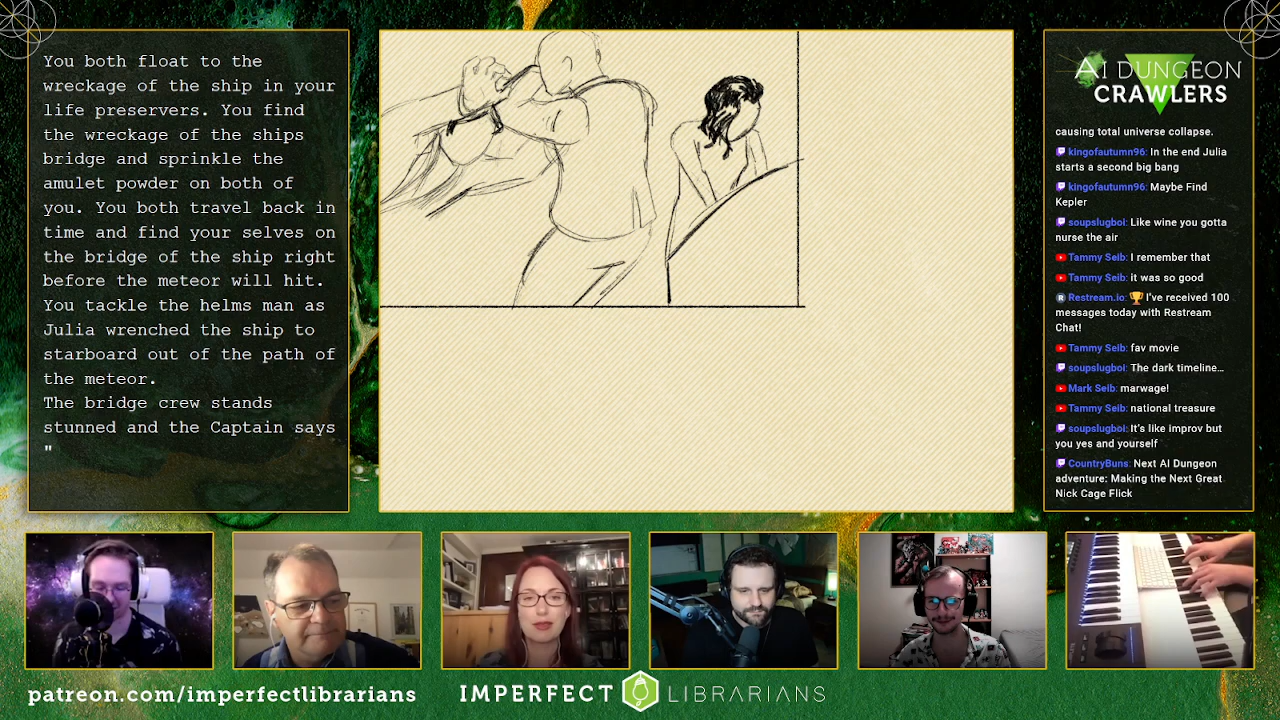 You both float to the
wreckage of the ship in your
life preservers. You find
the wreckage of the ships
bridge and sprinkle the
amulet powder on both of
you. You both travel back in
time and find your selves on
the bridge of the ship right
before the meteor will hit.
You tackle the helms man as
Julia wrenched the ship to
starboard out of the path of
the meteor.
The bridge crew stands
stunned and the Captain says
"
AI DUNGEON
CRAWLERS
causing total universe collapse.
kingofautumn96: In the end Julia
starts a second big bang
kingofautumn96: Maybe Find
Kepler
soupslugboi: Like wine you gotta
nurse the air
Tammy Seib: I remember that
Tammy Seib: it was so good
Restream.io: 🏆 I've received 100
messages today with Restream
Chat!
Tammy Seib: fav movie
soupslugboi: The dark timeline...
Mark Seib: marwage!
Tammy Seib: national treasure
soupslugboi: It's like improv but
you yes and yourself
CountryBuns: Next AI Dungeon
adventure: Making the Next Great
Nick Cage Flick
patreon.com/imperfectlibrarians
IMPERFECT LIBRARIANS